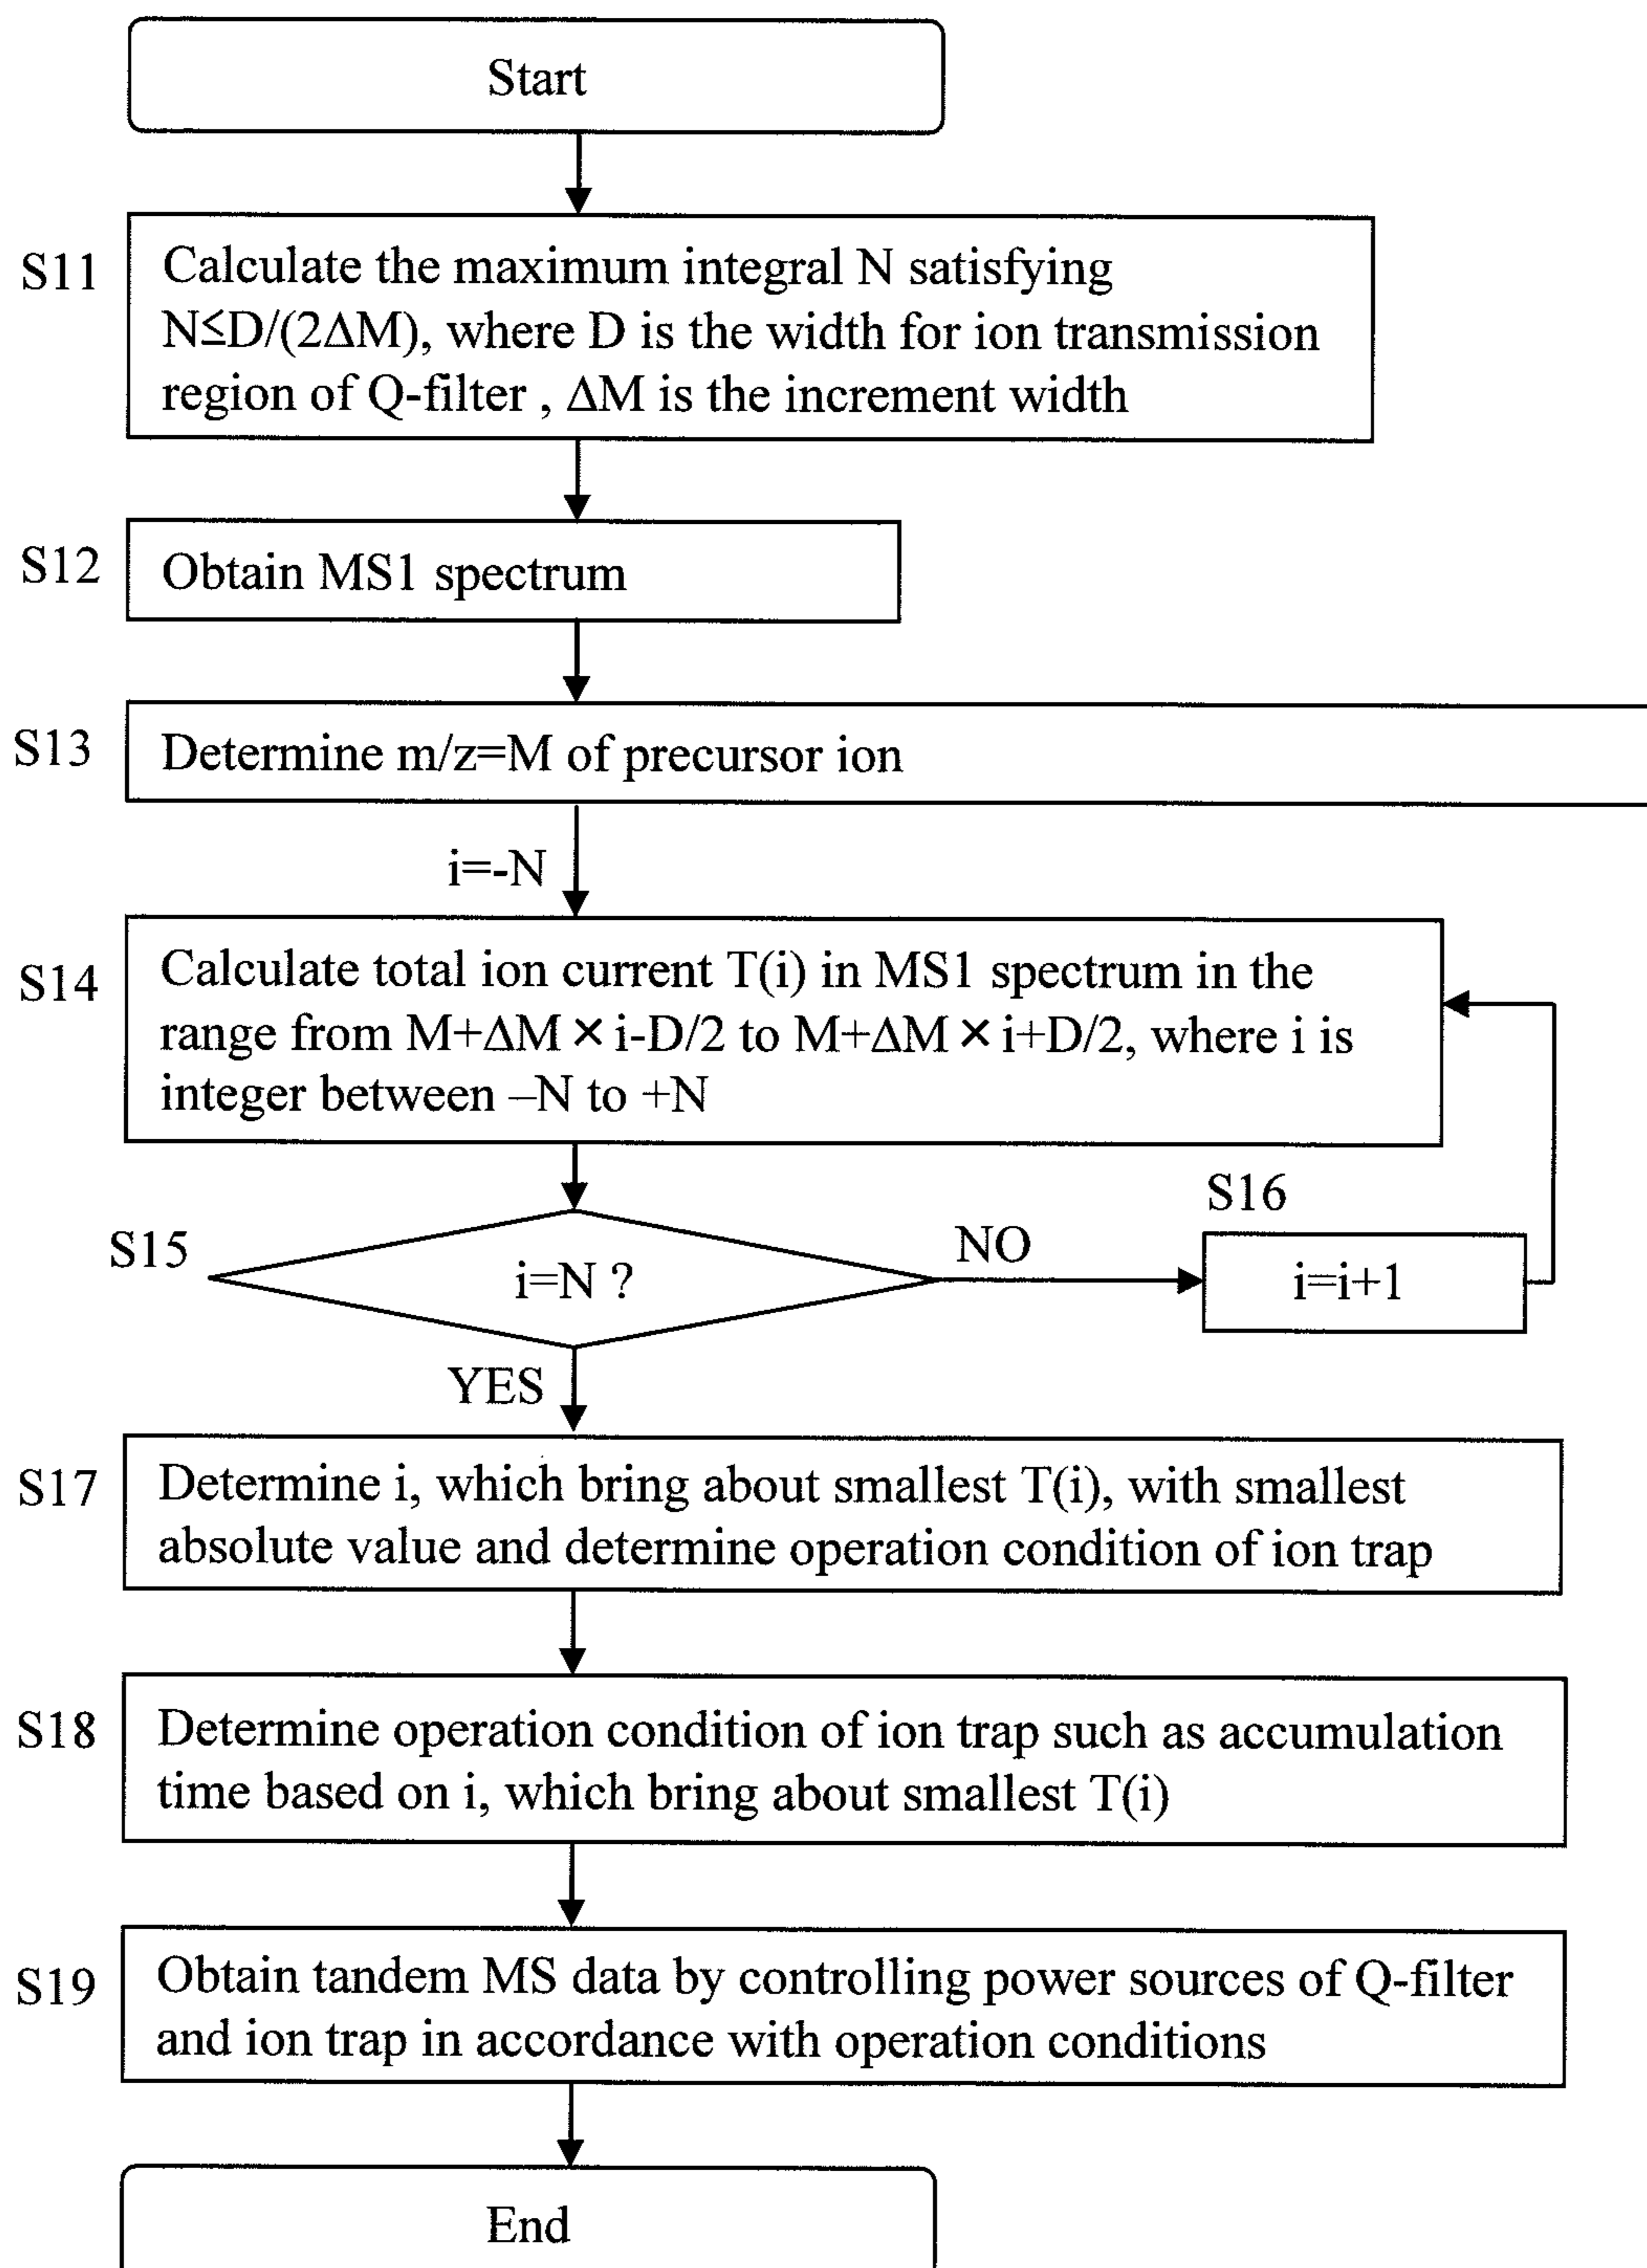 Start
S11
Calculate the maximum integral N satisfying
N≦D/(2ΔM), where D is the width for ion transmission
region of Q-filter , ΔM is the increment width
S12
Obtain MS1 spectrum
S13
Determine m/z=M of precursor ion
i=-N
S14
Calculate total ion current T(i) in MS1 spectrum in the
range from M+ΔM×i-D/2 to M+ΔM×i+D/2, where i is
integer between –N to +N
S15
i=N ?
NO
S16
i=i+1
YES
S17
Determine i, which bring about smallest T(i), with smallest
absolute value and determine operation condition of ion trap
S18
Determine operation condition of ion trap such as accumulation
time based on i, which bring about smallest T(i)
S19
Obtain tandem MS data by controlling power sources of Q-filter
and ion trap in accordance with operation conditions
End